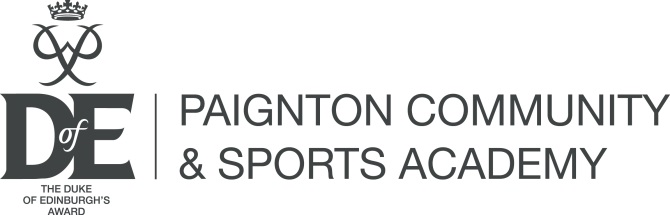 DofE
THE DUKE
OF EDINBURGH'S
AWARD
PAIGNTON COMMUNITY
& SPORTS ACADEMY